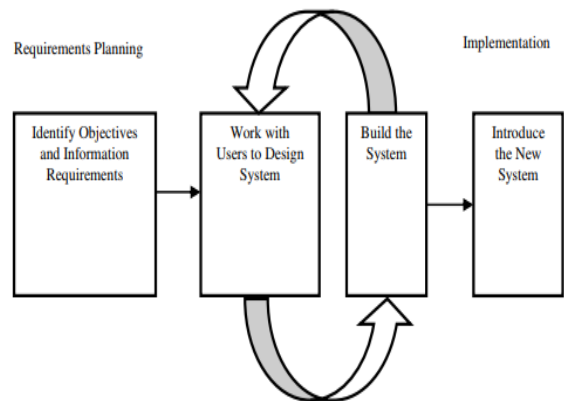 Requirements Planning
Implementation
Identify Objectives
and Information
Requirements
Work with
Users to Design
System
Build the
System
Introduce
the New
System